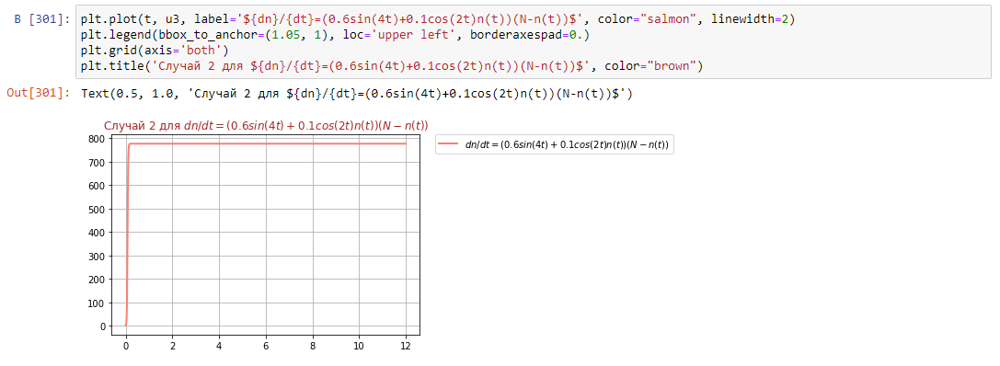 В [301]: plt.plot(t, u3, label='${dn}/{dt}=(0.6sin(4t)+0.1cos(2t)n(t))(N-n(t))$', color="salmon", linewidth=2)
plt.legend(bbox_to_anchor=(1.05, 1), loc='upper left', borderaxespad=0.)
plt.grid(axis='both')
plt.title('Случай 2 для ${dn}/{dt}=(0.6sin(4t)+0.1cos(2t)n(t))(N-n(t))$', color="brown")
Out[301]: Text(0.5, 1.0, 'Случай 2 для ${dn}/{dt}=(0.6sin(4t)+0.1cos(2t)n(t))(N-n(t))$')
Случай 2 для dn/dt = (0.6sin(4t) + 0.1cos(2t)n(t))(N − n(t))
dn/dt = (0.6sin(4t) + 0.1cos(2t)n(t))(N − n(t))
800
700
600
500
400
300
200
100
0
0 2 4 6 8 10 12